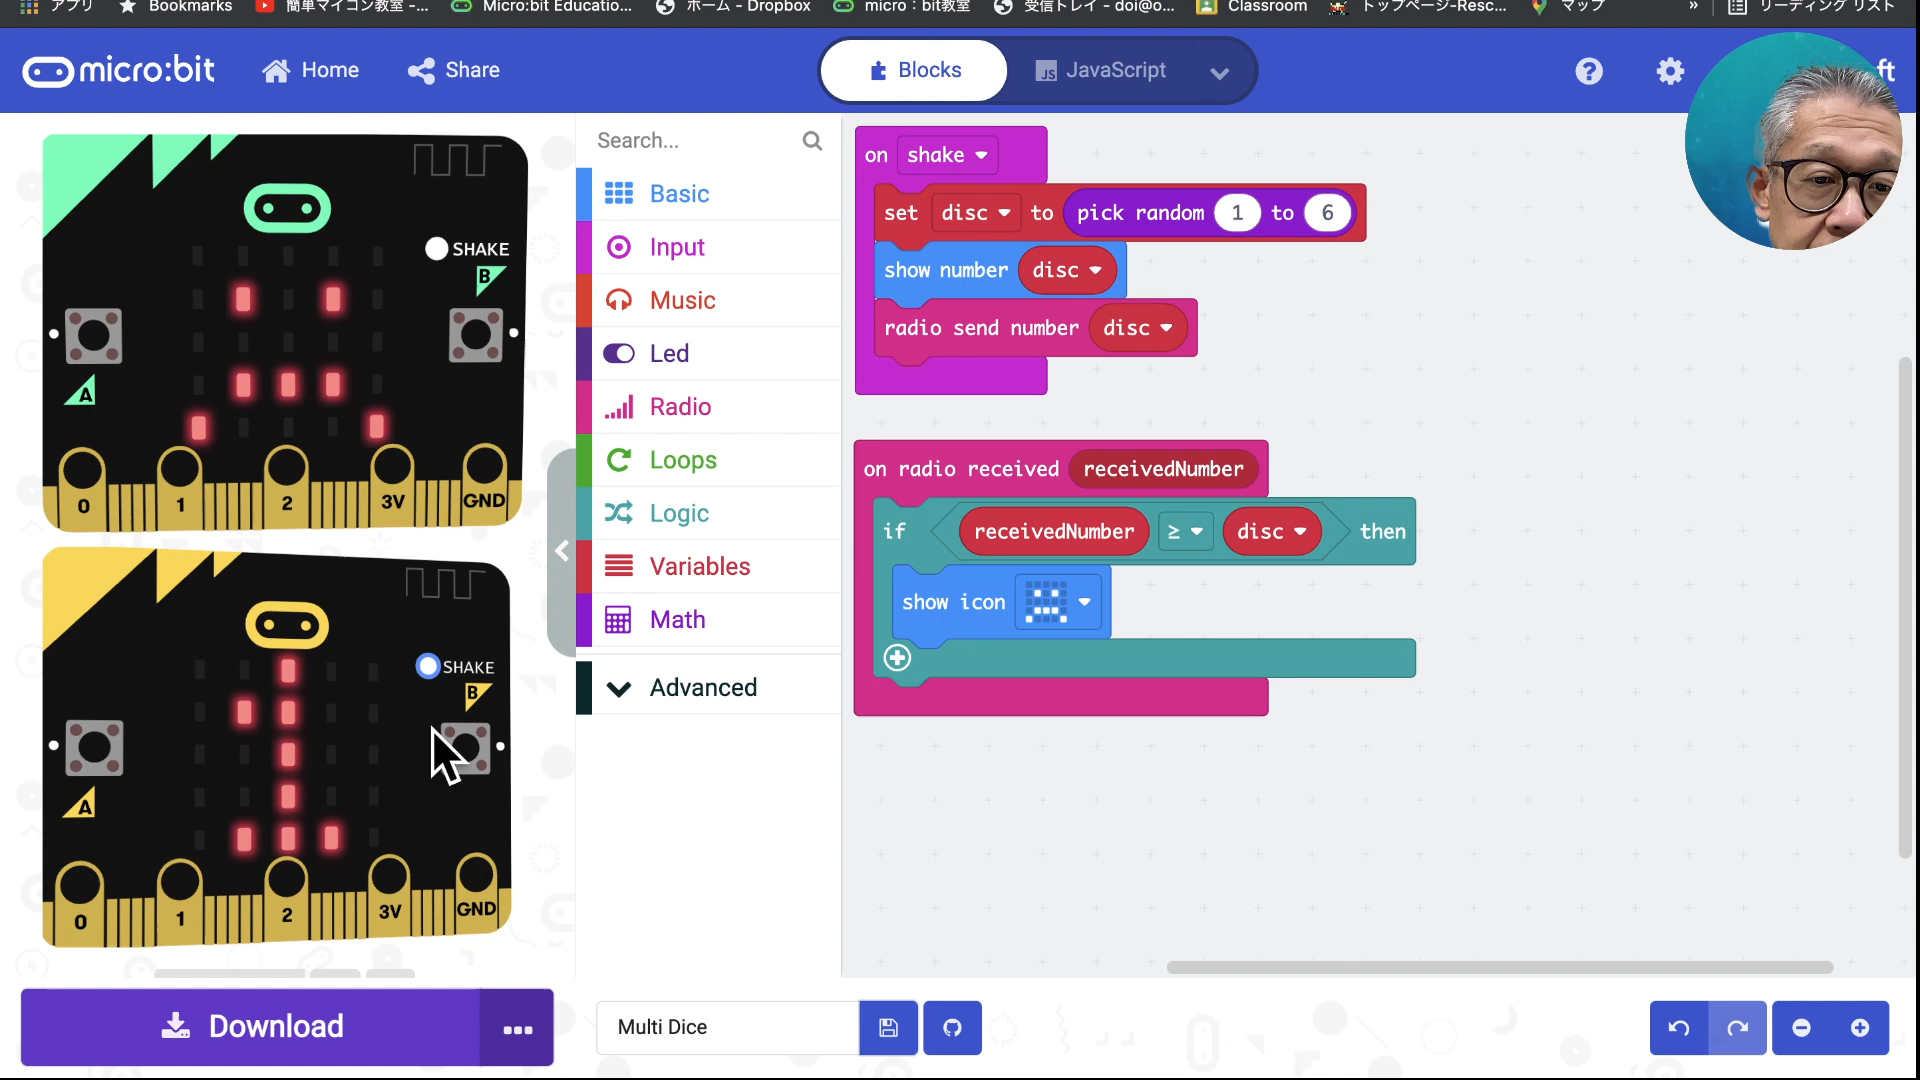 アプリ Bookmarks 簡単マイコン教室 -... Micro:bit Educatio... ホーム - Dropbox micro：bit教室 受信トレイ - doi@o... Classroom トップページ-Resc... マップ » リーディング リスト
micro:bit Home Share Blocks JS JavaScript ? ft
SHAKE
B
A
0 1 2 3V GND
SHAKE
B
A
0 1 2 3V GND
Search...
Basic
Input
Music
Led
Radio
Loops
Logic
Variables
Math
Advanced
on shake
set disc to pick random 1 to 6
show number disc
radio send number disc
on radio received receivedNumber
if receivedNumber ≥ disc then
show icon
Download ...
Multi Dice